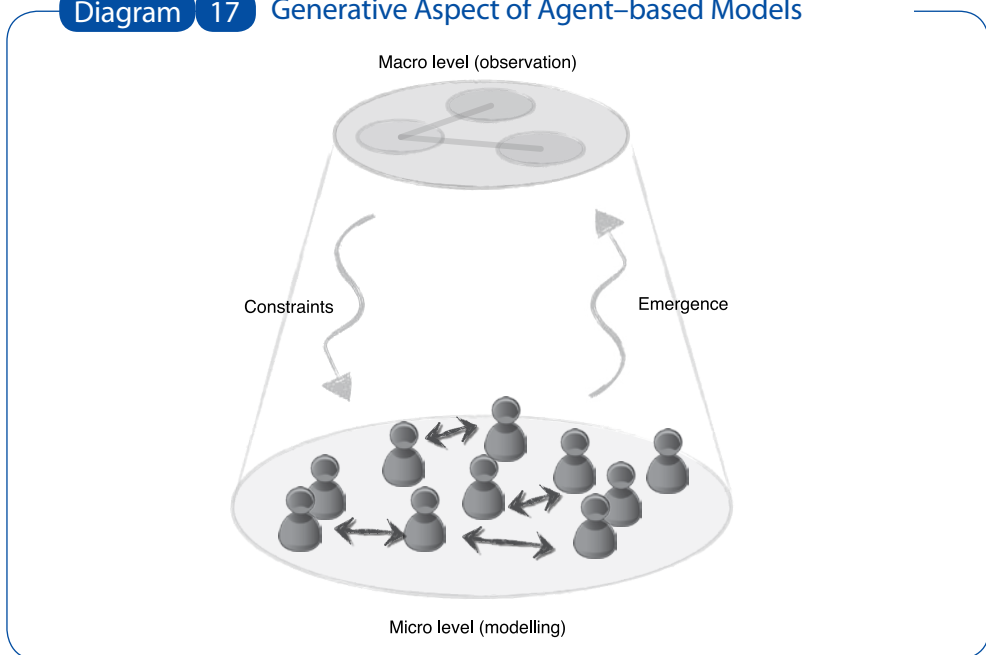 Diagram 17 Generative Aspect of Agent–based Models
Macro level (observation)
Constraints
Emergence
Micro level (modelling)